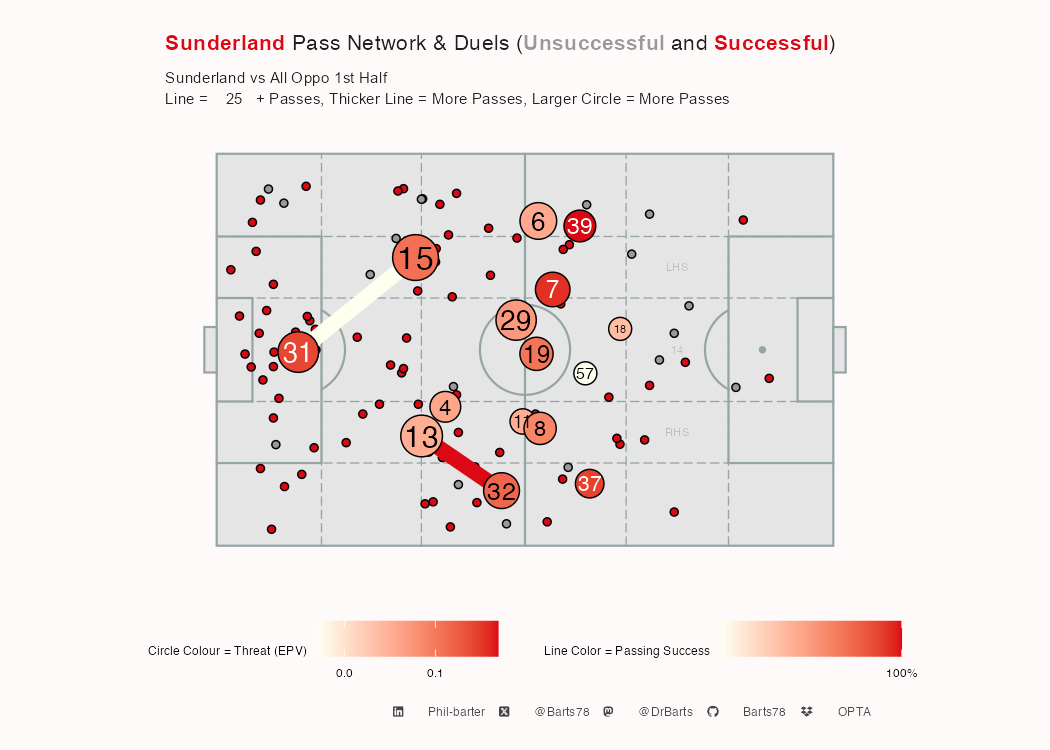 Sunderland Pass Network & Duels (Unsuccessful and Successful)
Sunderland vs All Oppo 1st Half
Line = 25 + Passes, Thicker Line = More Passes, Larger Circle = More Passes
6
39
15
LHS
7
29
18
31
19
14
57
4
11
8
13
RHS
32
37
Circle Colour = Threat (EPV)
0.0
0.1
Line Color = Passing Success
100%
Phil-barter
@Barts78
@DrBarts
Barts78
OPTA